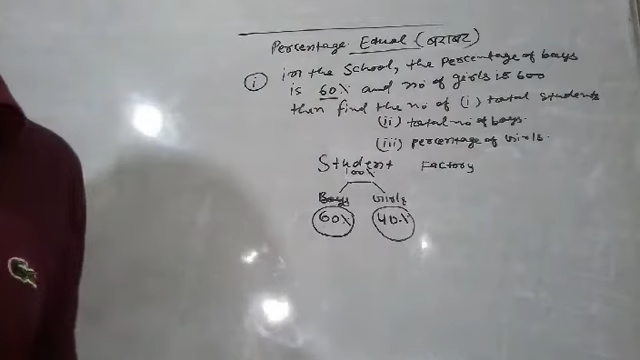 Percentage Equal (बराबर)
(i) in the School, the percentage of boys
is 60% and no of girls is 600
then find the no of (i) total students
(ii) total no of boys.
(iii) percentage of Girls.
Student Factory
100%
Boys Girls
60% 40%